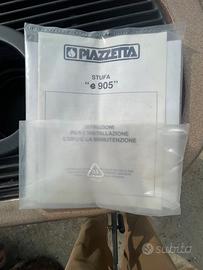 PIAZZETTA
STUFA
"e 905"
ISTRUZIONI
PER L'INSTALLAZIONE
L'USO E LA MANUTENZIONE
subito